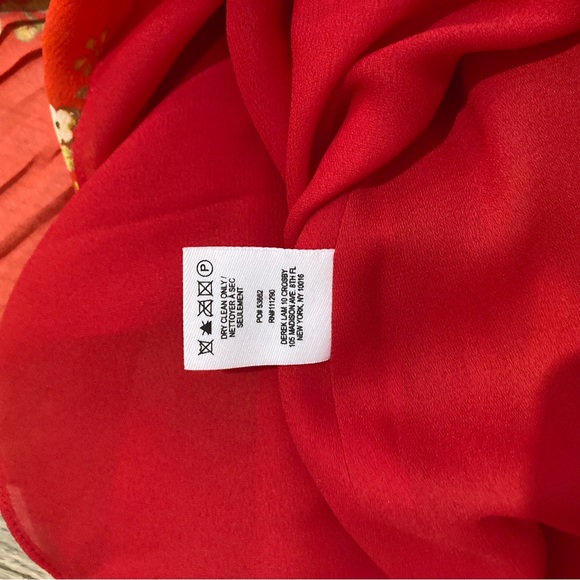 P
DRY CLEAN ONLY /
NETTOYER À SEC
SEULEMENT
PO# 53682
RN#111290
DEREK LAM 10 CROSBY
105 MADISON AVE. 8TH FL
NEW YORK, NY 10016